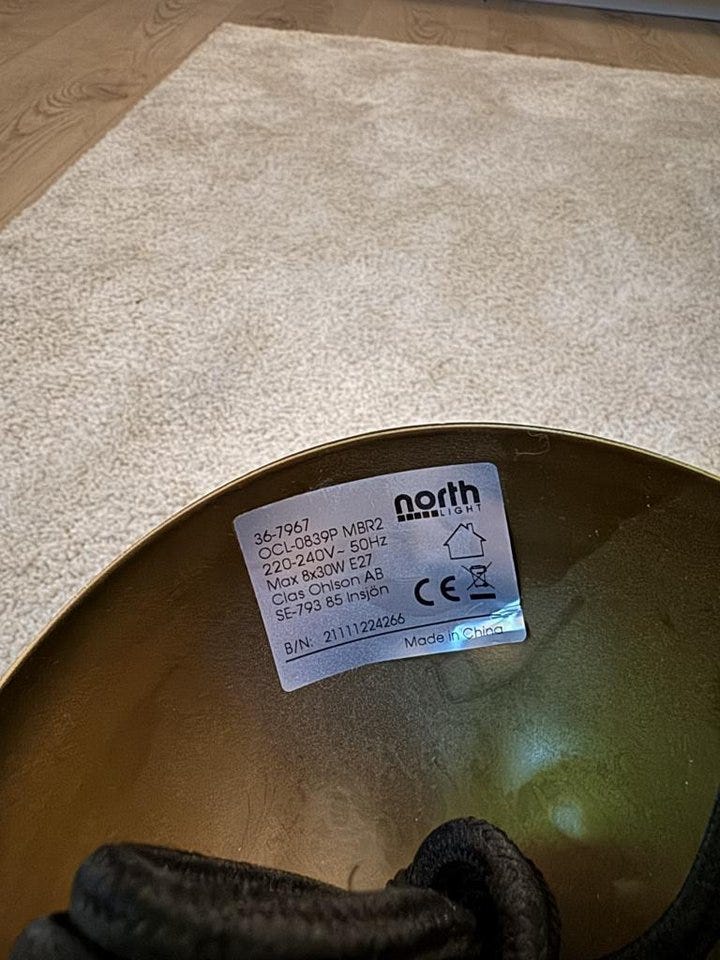 north
LIGHT
36-7967
OCL-0839P MBR2
220-240V~ 50Hz
Max 8x30W E27
Clas Ohlson AB
SE-793 85 Insjön
CE
B/N: 21111224266
Made in China